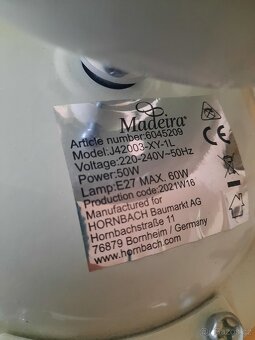 Madeira
Article number:6045209
Model:J42003-XY-1L
Voltage:220-240V~50Hz
Power:50W
Lamp:E27 MAX. 60W
Production code:2021W16
Manufactured for
HORNBACH Baumarkt AG
Hornbachstraße 11
76879 Bornheim / Germany
www.hornbach.com